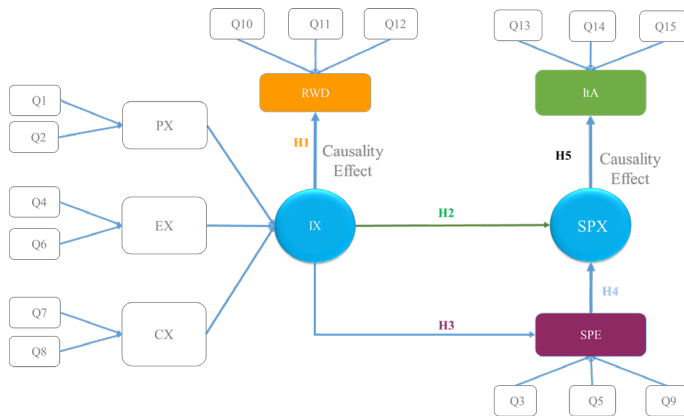 Q10
Q11
Q12
Q13
Q14
Q15
RWD
ItA
Q1
Q2
PX
H1
Causality
Effect
H5
Causality
Effect
Q4
Q6
EX
IX
H2
SPX
Q7
Q8
CX
H3
H4
SPE
Q3
Q5
Q9